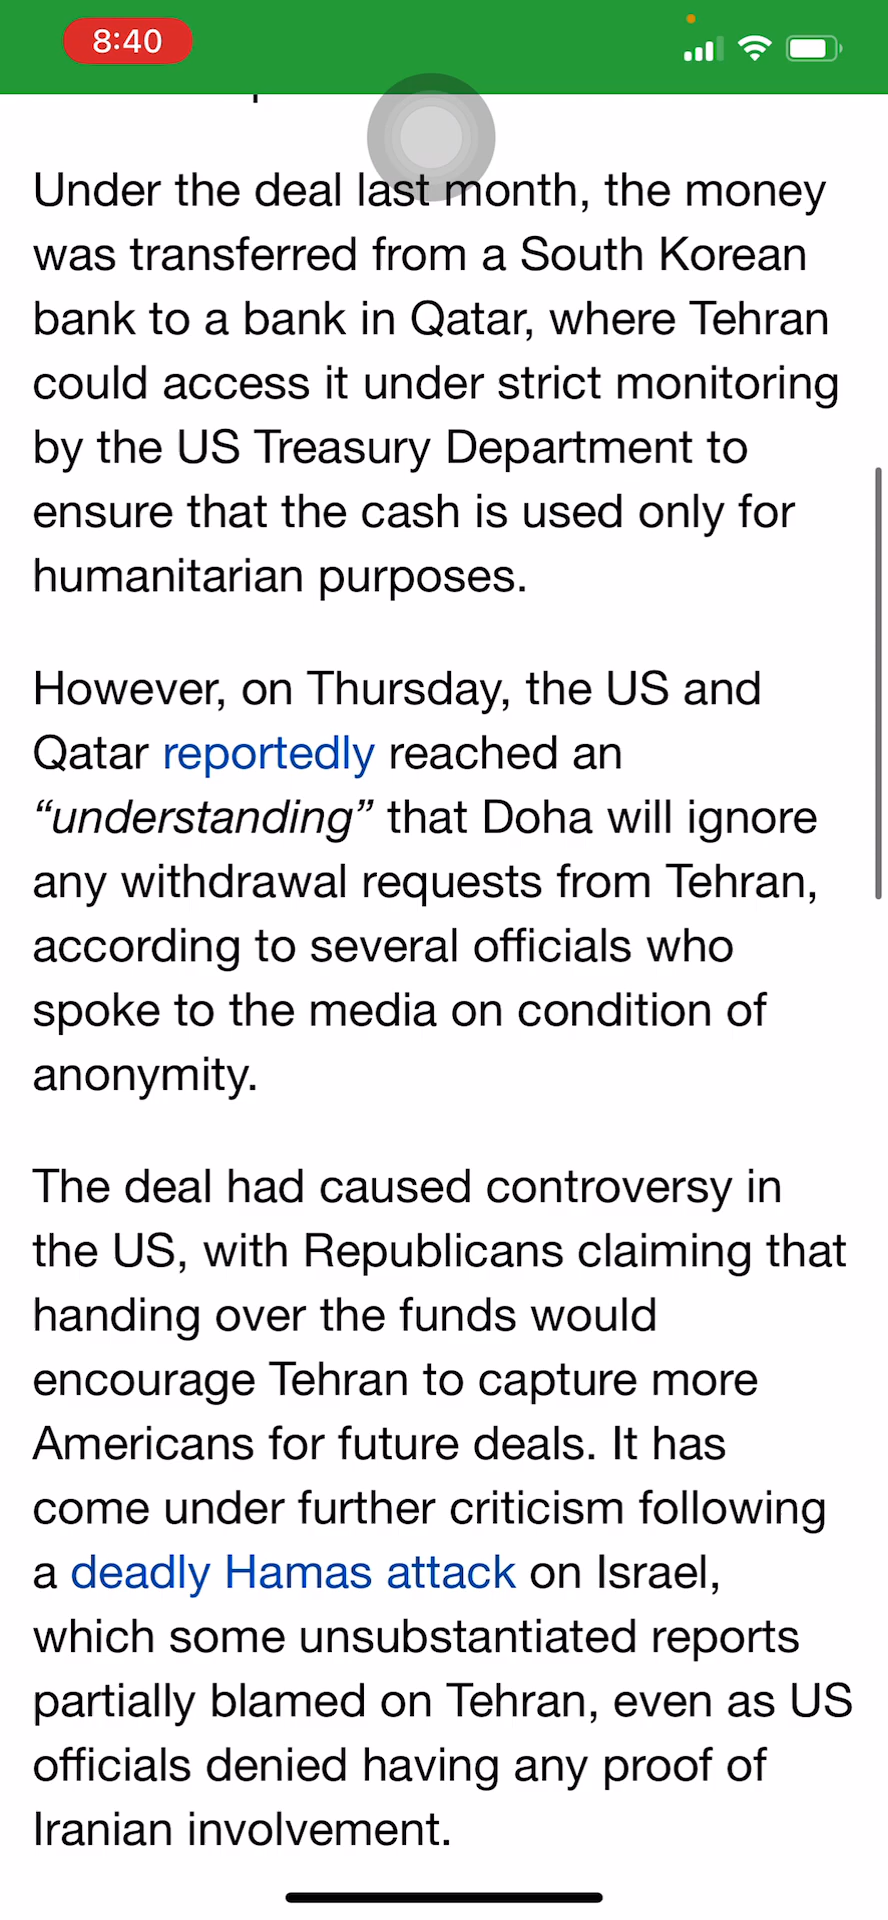 8:40
Under the deal last month, the money
was transferred from a South Korean
bank to a bank in Qatar, where Tehran
could access it under strict monitoring
by the US Treasury Department to
ensure that the cash is used only for
humanitarian purposes.
However, on Thursday, the US and
Qatar reportedly reached an
“understanding” that Doha will ignore
any withdrawal requests from Tehran,
according to several officials who
spoke to the media on condition of
anonymity.
The deal had caused controversy in
the US, with Republicans claiming that
handing over the funds would
encourage Tehran to capture more
Americans for future deals. It has
come under further criticism following
a deadly Hamas attack on Israel,
which some unsubstantiated reports
partially blamed on Tehran, even as US
officials denied having any proof of
Iranian involvement.